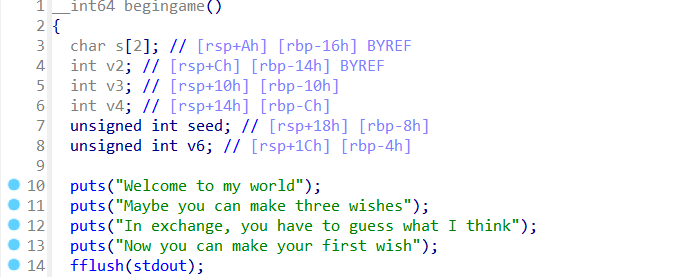 1 __int64 begingame()
2 {
3 char s[2]; // [rsp+Ah] [rbp-16h] BYREF
4 int v2; // [rsp+Ch] [rbp-14h] BYREF
5 int v3; // [rsp+10h] [rbp-10h]
6 int v4; // [rsp+14h] [rbp-Ch]
7 unsigned int seed; // [rsp+18h] [rbp-8h]
8 unsigned int v6; // [rsp+1Ch] [rbp-4h]
9
10 puts("Welcome to my world");
11 puts("Maybe you can make three wishes");
12 puts("In exchange, you have to guess what I think");
13 puts("Now you can make your first wish");
14 fflush(stdout);